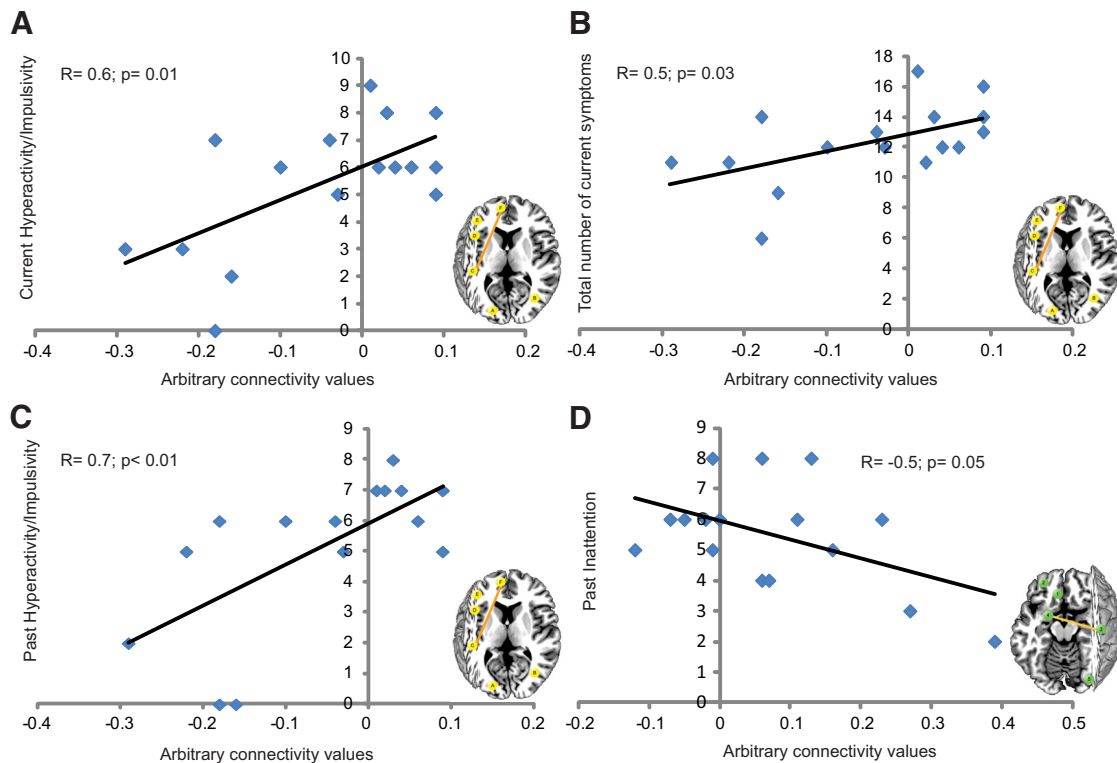 A
R= 0.6; p= 0.01
Current Hyperactivity/Impulsivity
10
9
8
7
6
5
4
3
2
1
0
-0.4 -0.3 -0.2 -0.1 0 0.1 0.2
Arbitrary connectivity values
E
D
C
F
A
B
B
R= 0.5; p= 0.03
Total number of current symptoms
18
16
14
12
10
8
6
4
2
0
-0.4 -0.3 -0.2 -0.1 0 0.1 0.2
Arbitrary connectivity values
E
D
C
F
A
B
C
R= 0.7; p< 0.01
Past Hyperactivity/Impulsivity
9
8
7
6
5
4
3
2
1
0
-0.4 -0.3 -0.2 -0.1 0 0.1 0.2
Arbitrary connectivity values
E
D
C
F
A
B
D
R= -0.5; p= 0.05
Past Inattention
9
8
7
6
5
4
3
2
1
0
-0.2 -0.1 0 0.1 0.2 0.3 0.4 0.5
Arbitrary connectivity values